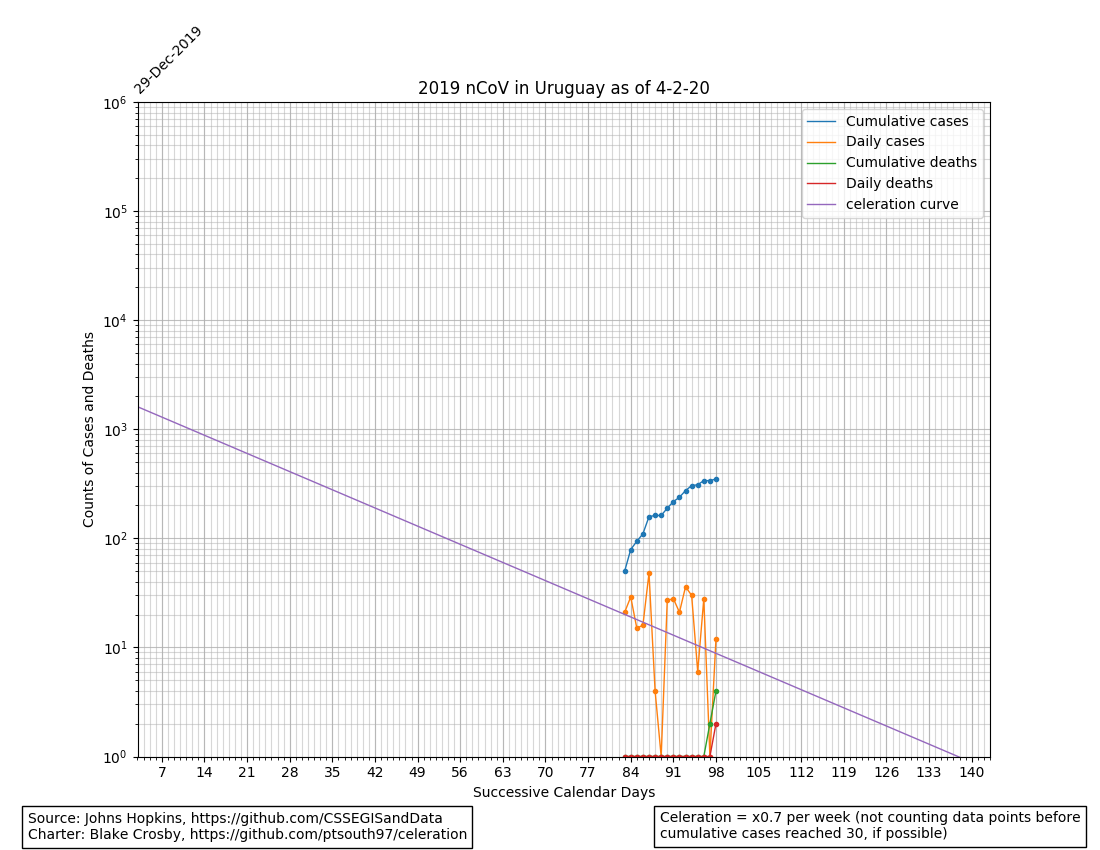 29-Dec-2019
2019 nCoV in Uruguay as of 4-2-20
Cumulative cases
Daily cases
Cumulative deaths
Daily deaths
celeration curve
Counts of Cases and Deaths
10^6
10^5
10^4
10^3
10^2
10^1
10^0
7 14 21 28 35 42 49 56 63 70 77 84 91 98 105 112 119 126 133 140
Successive Calendar Days
Source: Johns Hopkins, https://github.com/CSSEGISandData
Charter: Blake Crosby, https://github.com/ptsouth97/celeration
Celeration = x0.7 per week (not counting data points before
cumulative cases reached 30, if possible)